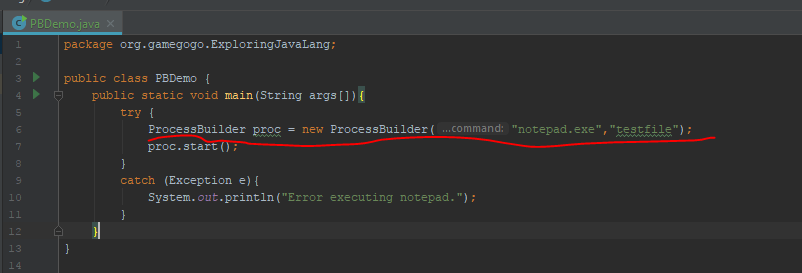 PBDemo.java
1 package org.gamegogo.ExploringJavaLang;
2
3 public class PBDemo {
4 public static void main(String args[]){
5 try {
6 ProcessBuilder proc = new ProcessBuilder( ...command: "notepad.exe","testfile");
7 proc.start();
8 }
9 catch (Exception e){
10 System.out.println("Error executing notepad.");
11 }
12 }
13 }
14